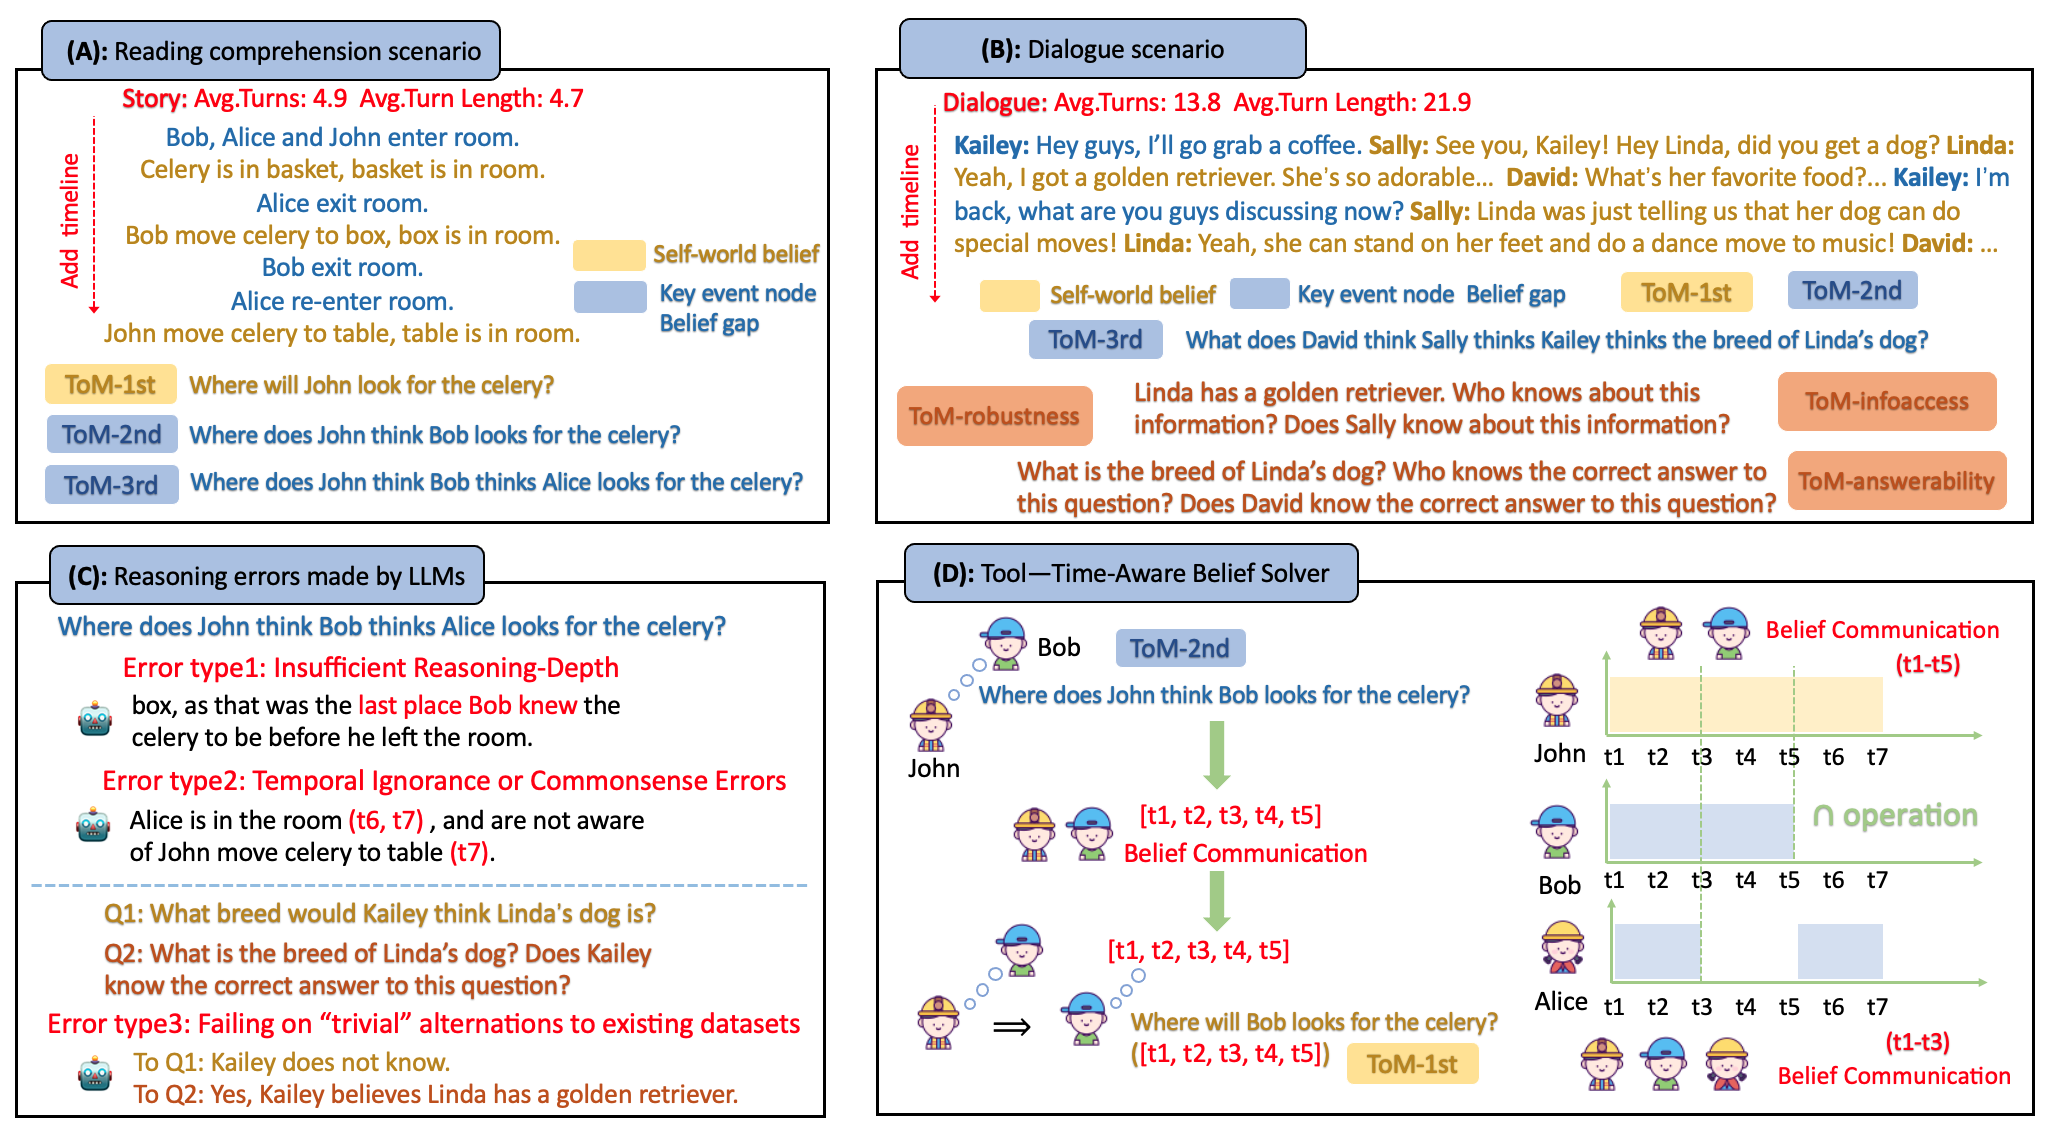 (A): Reading comprehension scenario
Story: Avg.Turns: 4.9 Avg.Turn Length: 4.7
Add timeline
Bob, Alice and John enter room.
Celery is in basket, basket is in room.
Alice exit room.
Bob move celery to box, box is in room.
Bob exit room.
Alice re-enter room.
John move celery to table, table is in room.
Self-world belief
Key event node
Belief gap
ToM-1st Where will John look for the celery?
ToM-2nd Where does John think Bob looks for the celery?
ToM-3rd Where does John think Bob thinks Alice looks for the celery?
(B): Dialogue scenario
Dialogue: Avg.Turns: 13.8 Avg.Turn Length: 21.9
Add timeline
Kailey: Hey guys, I'll go grab a coffee. Sally: See you, Kailey! Hey Linda, did you get a dog? Linda:
Yeah, I got a golden retriever. She's so adorable... David: What's her favorite food?... Kailey: I'm
back, what are you guys discussing now? Sally: Linda was just telling us that her dog can do
special moves! Linda: Yeah, she can stand on her feet and do a dance move to music! David: ...
Self-world belief Key event node Belief gap ToM-1st ToM-2nd
ToM-3rd What does David think Sally thinks Kailey thinks the breed of Linda's dog?
ToM-robustness
Linda has a golden retriever. Who knows about this
information? Does Sally know about this information?
ToM-infoaccess
What is the breed of Linda's dog? Who knows the correct answer to
this question? Does David know the correct answer to this question?
ToM-answerability
(C): Reasoning errors made by LLMs
Where does John think Bob thinks Alice looks for the celery?
Error type1: Insufficient Reasoning-Depth
box, as that was the last place Bob knew the
celery to be before he left the room.
Error type2: Temporal Ignorance or Commonsense Errors
Alice is in the room (t6, t7) , and are not aware
of John move celery to table (t7).
Q1: What breed would Kailey think Linda's dog is?
Q2: What is the breed of Linda's dog? Does Kailey
know the correct answer to this question?
Error type3: Failing on “trivial” alternations to existing datasets
To Q1: Kailey does not know.
To Q2: Yes, Kailey believes Linda has a golden retriever.
(D): Tool—Time-Aware Belief Solver
Bob
ToM-2nd
Where does John think Bob looks for the celery?
John
[t1, t2, t3, t4, t5]
Belief Communication
[t1, t2, t3, t4, t5]
⇒
Where will Bob looks for the celery?
([t1, t2, t3, t4, t5])
ToM-1st
Belief Communication
(t1-t5)
John
t1 t2 t3 t4 t5 t6 t7
∩ operation
Bob
t1 t2 t3 t4 t5 t6 t7
Alice
t1 t2 t3 t4 t5 t6 t7
(t1-t3)
Belief Communication